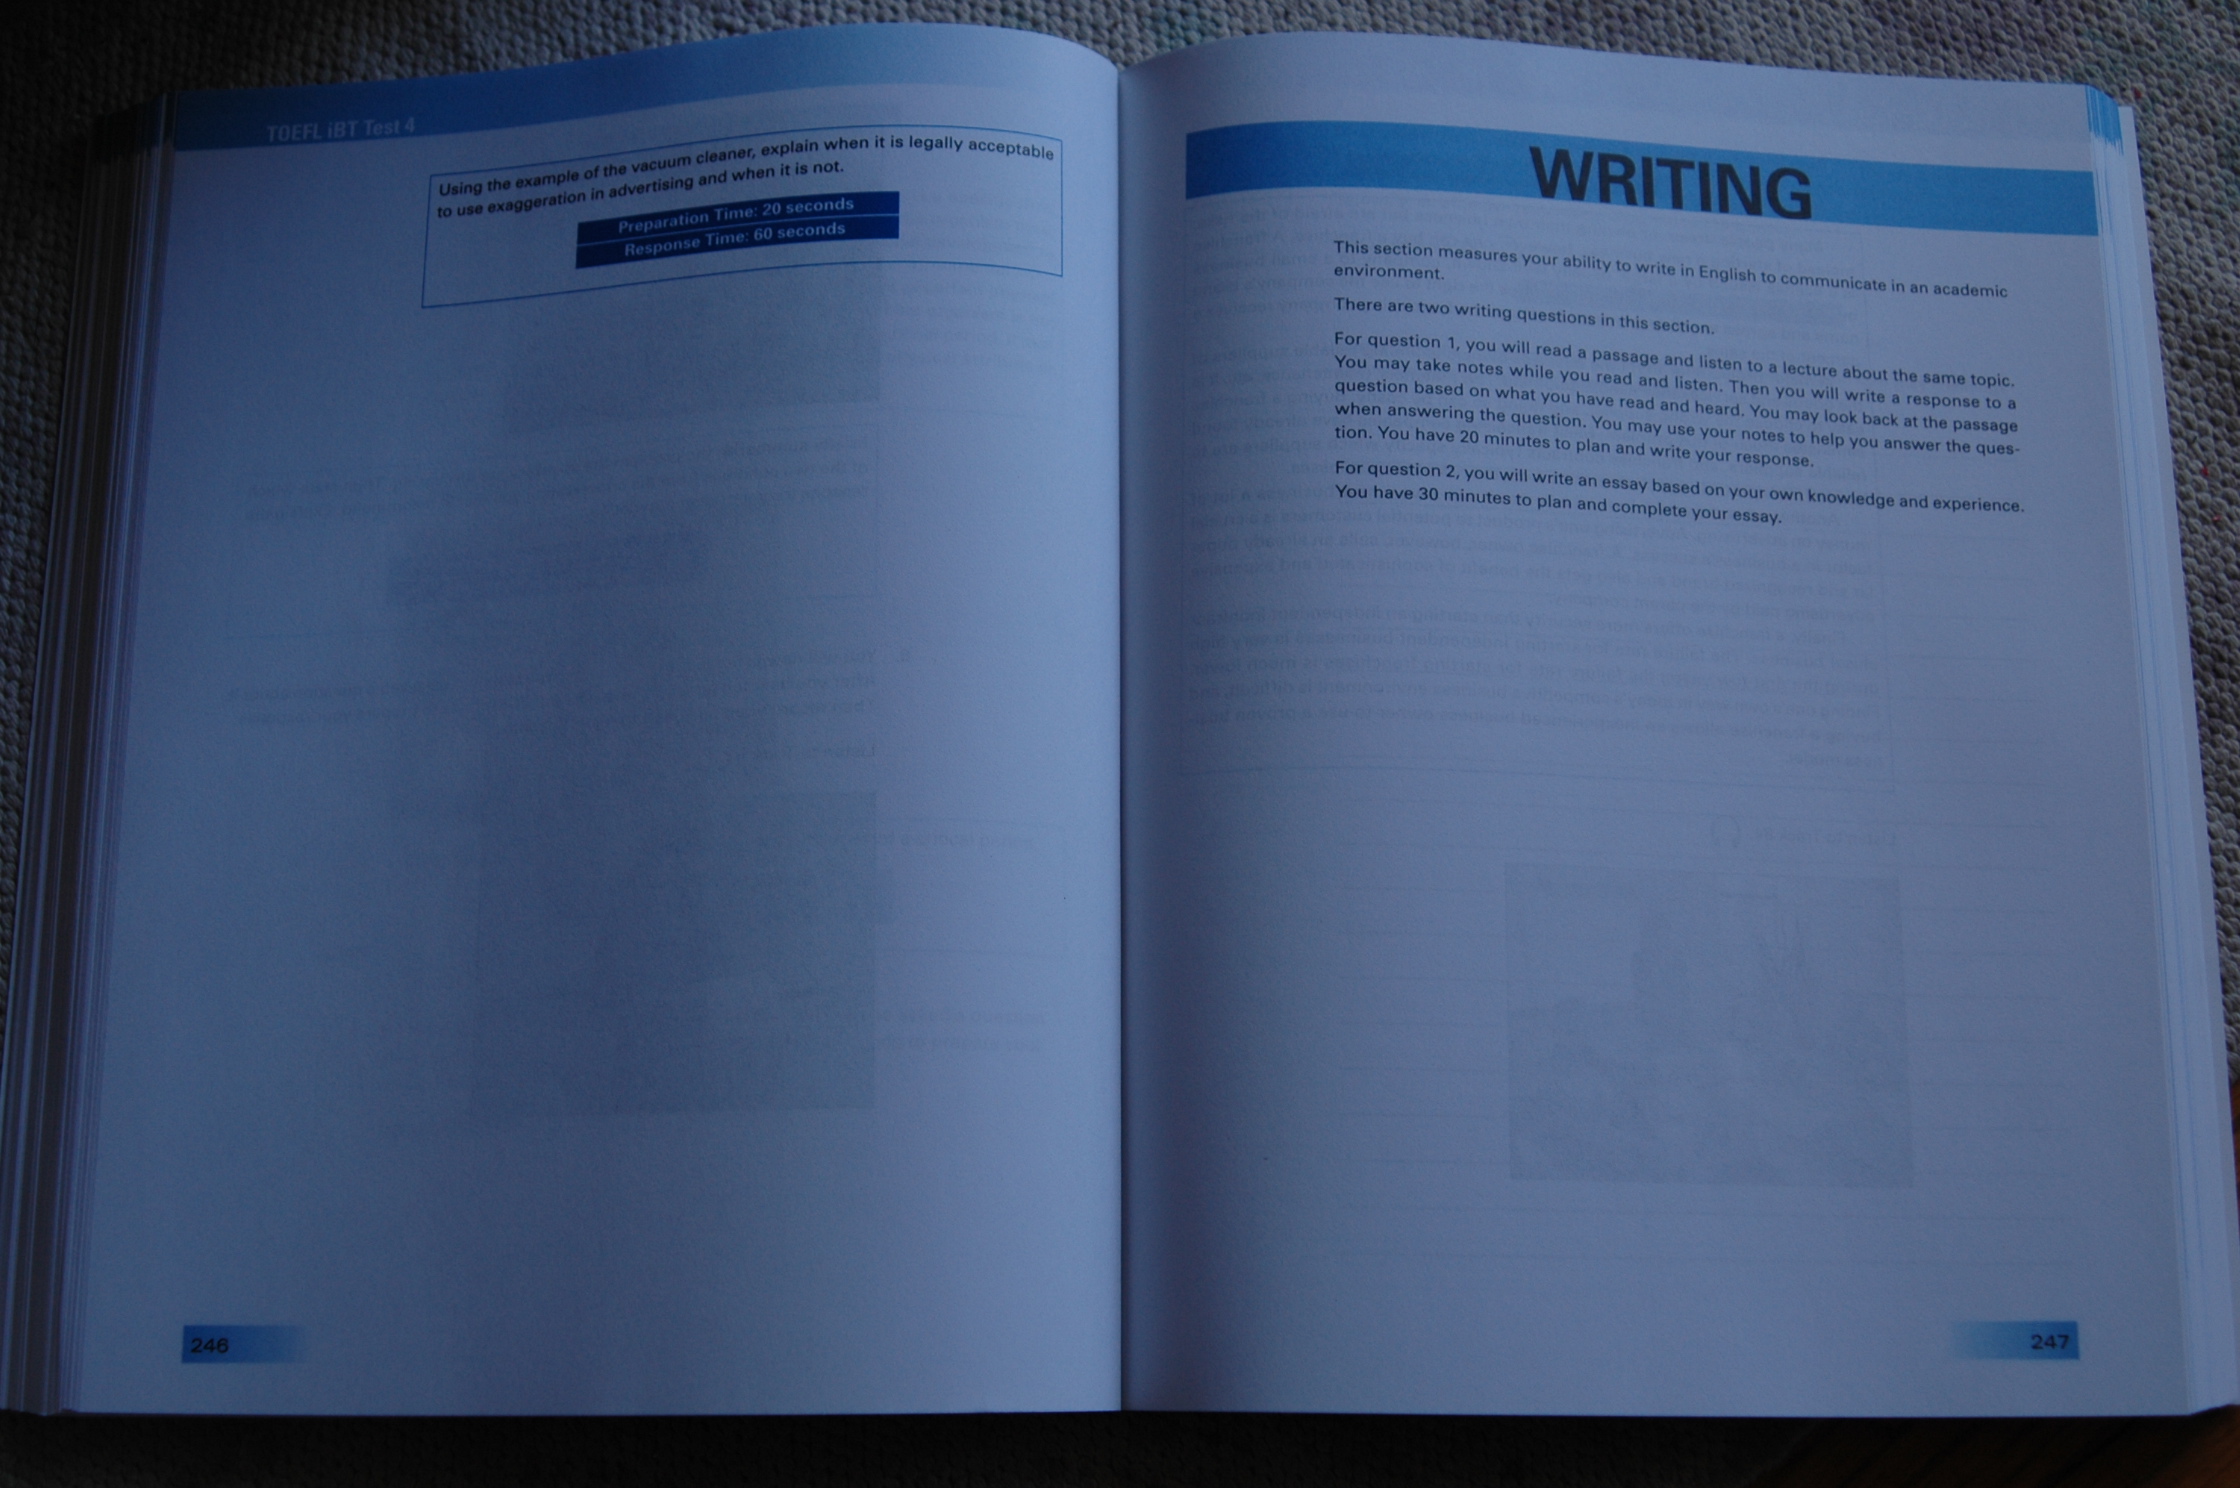 TOEFL iBT Test 4
Using the example of the vacuum cleaner, explain when it is legally acceptable
to use exaggeration in advertising and when it is not.
Preparation Time: 20 seconds
Response Time: 60 seconds
246
WRITING
This section measures your ability to write in English to communicate in an academic
environment.
There are two writing questions in this section.
For question 1, you will read a passage and listen to a lecture about the same topic.
You may take notes while you read and listen. Then you will write a response to a
question based on what you have read and heard. You may look back at the passage
when answering the question. You may use your notes to help you answer the ques-
tion. You have 20 minutes to plan and write your response.
For question 2, you will write an essay based on your own knowledge and experience.
You have 30 minutes to plan and complete your essay.
247